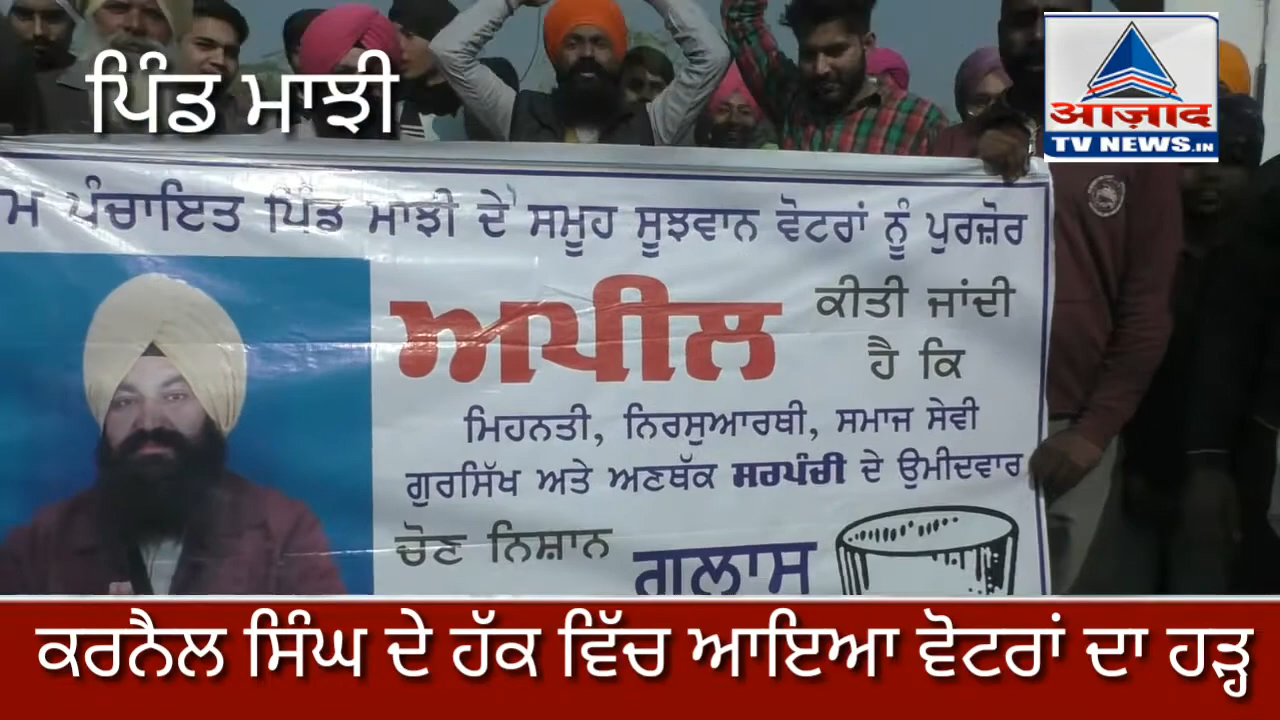 ਪਿੰਡ ਮਾਝੀ
आज़ाद
TV NEWS.IN
ਪੰਚਾਇਤ ਪਿੰਡ ਮਾਝੀ ਦੇ ਸਮੂਹ ਸੂਝਵਾਨ ਵੋਟਰਾਂ ਨੂੰ ਪੁਰਜ਼ੋਰ
ਅਪੀਲ ਕੀਤੀ ਜਾਂਦੀ
ਹੈ ਕਿ
ਮਿਹਨਤੀ, ਨਿਰਸੁਆਰਥੀ, ਸਮਾਜ ਸੇਵੀ
ਗੁਰਸਿੱਖ ਅਤੇ ਅਣਥੱਕ ਸਰਪੰਚੀ ਦੇ ਉਮੀਦਵਾਰ
ਚੋਣ ਨਿਸ਼ਾਨ ਗਲਾਸ
ਕਰਨੈਲ ਸਿੰਘ ਦੇ ਹੱਕ ਵਿੱਚ ਆਇਆ ਵੋਟਰਾਂ ਦਾ ਹੜ੍ਹ